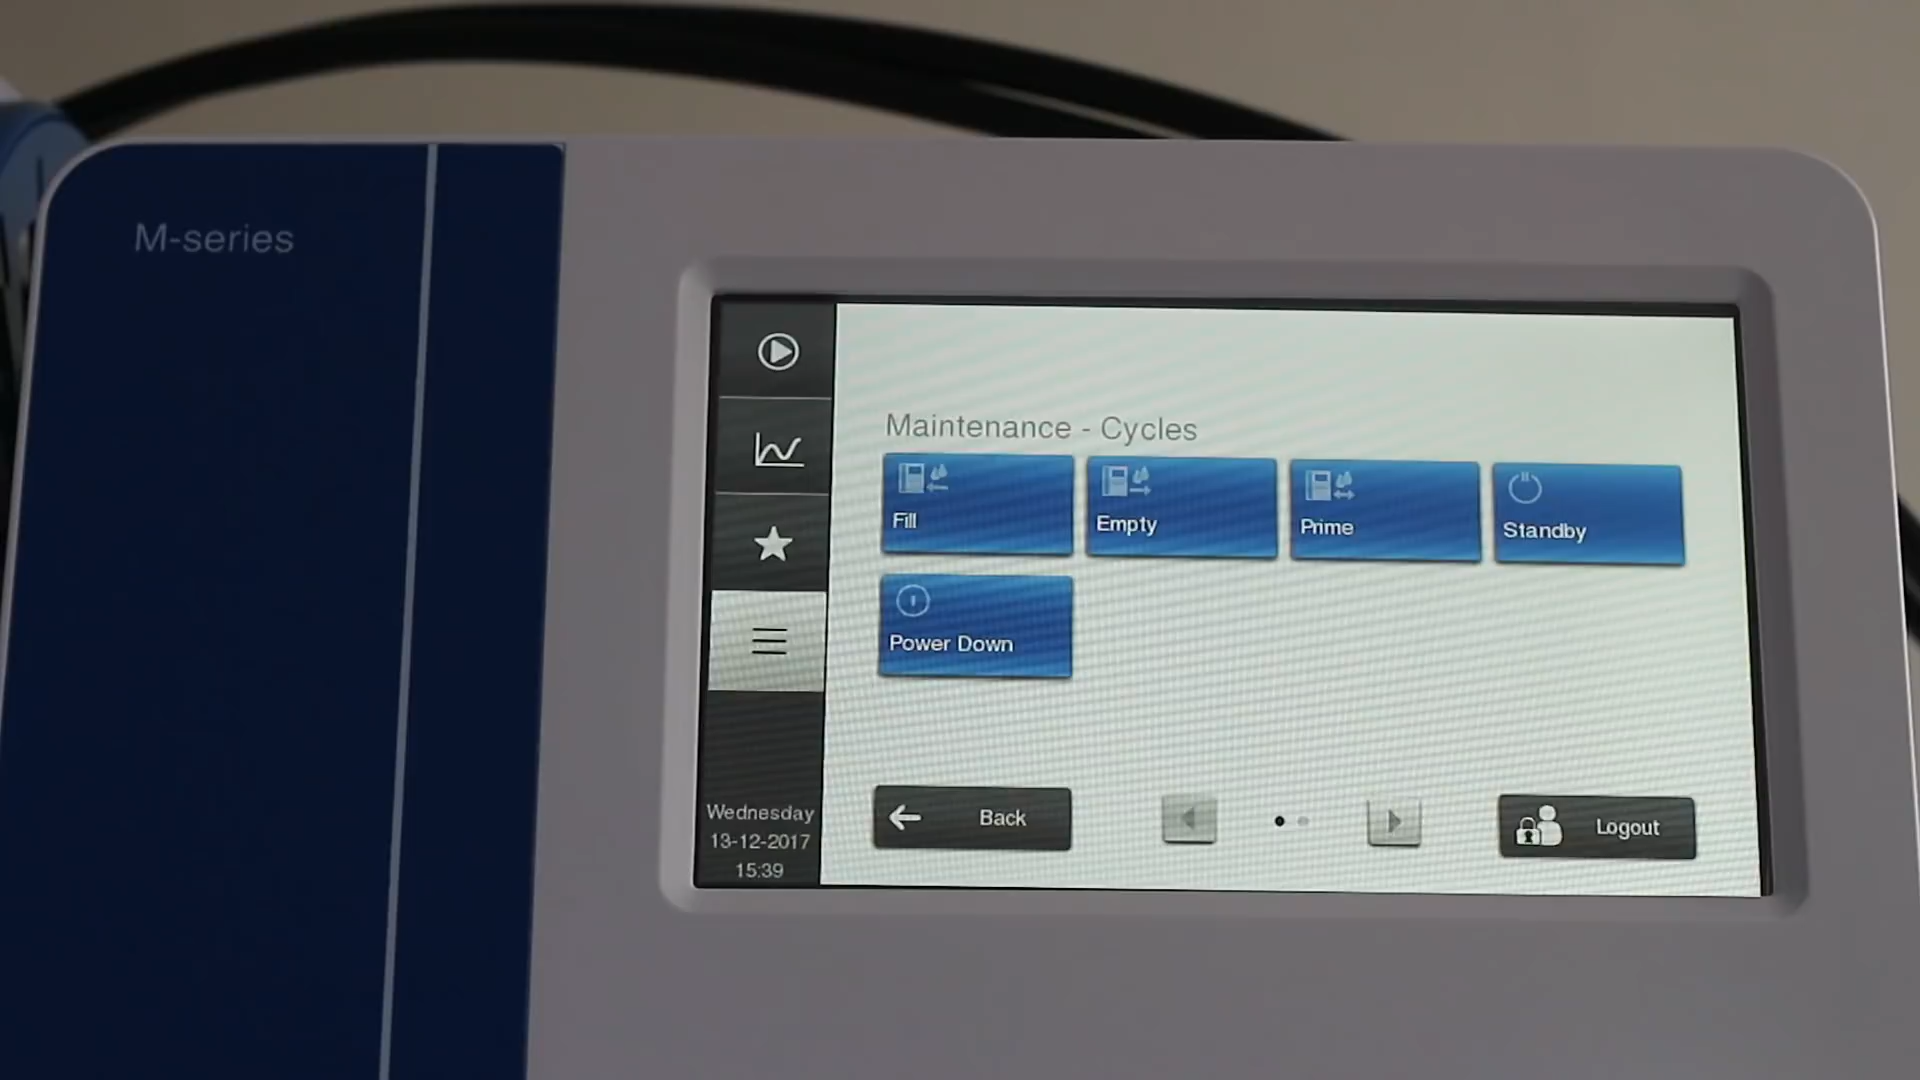 M-series
Maintenance - Cycles
Fill
Empty
Prime
Standby
Power Down
Back
Logout
Wednesday
13-12-2017
15:39